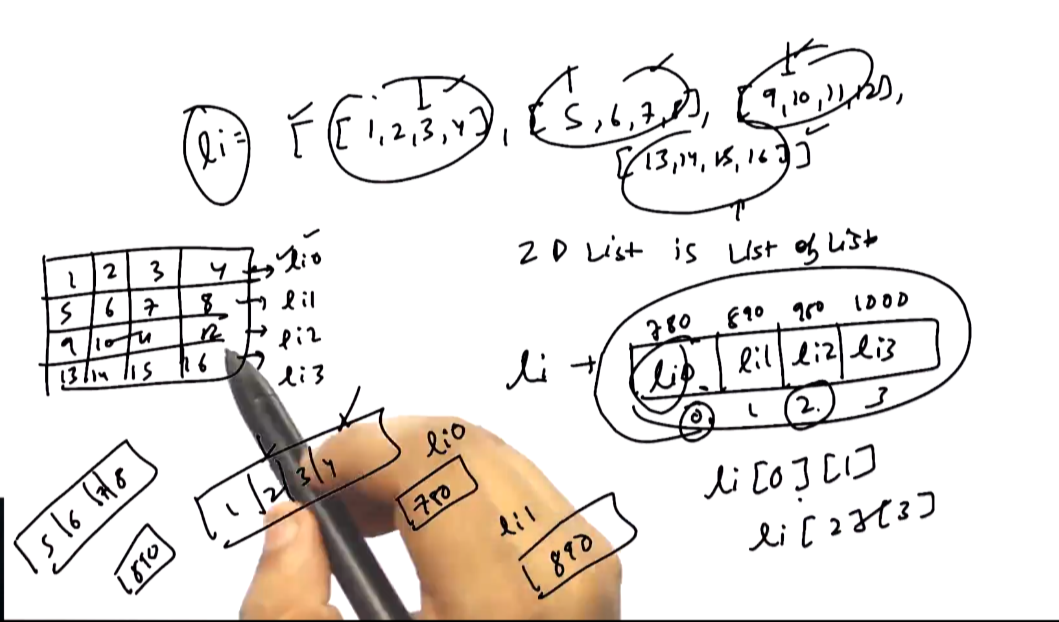 li = [ [ 1, 2, 3, 4 ], [ 5, 6, 7, 8 ], [ 9, 10, 11, 12 ],
[ 13, 14, 15, 16 ] ]
2 D List is List of List
1 2 3 4 → li0
5 6 7 8 → li1
9 10 11 12 → li2
13 14 15 16 → li3
780 890 980 1000
li → li0 li1 li2 li3
0 1 2 3
li [0] [1]
li [2] [3]
1 2 3 4
li0
780
5 6 7 8
890
li1
890